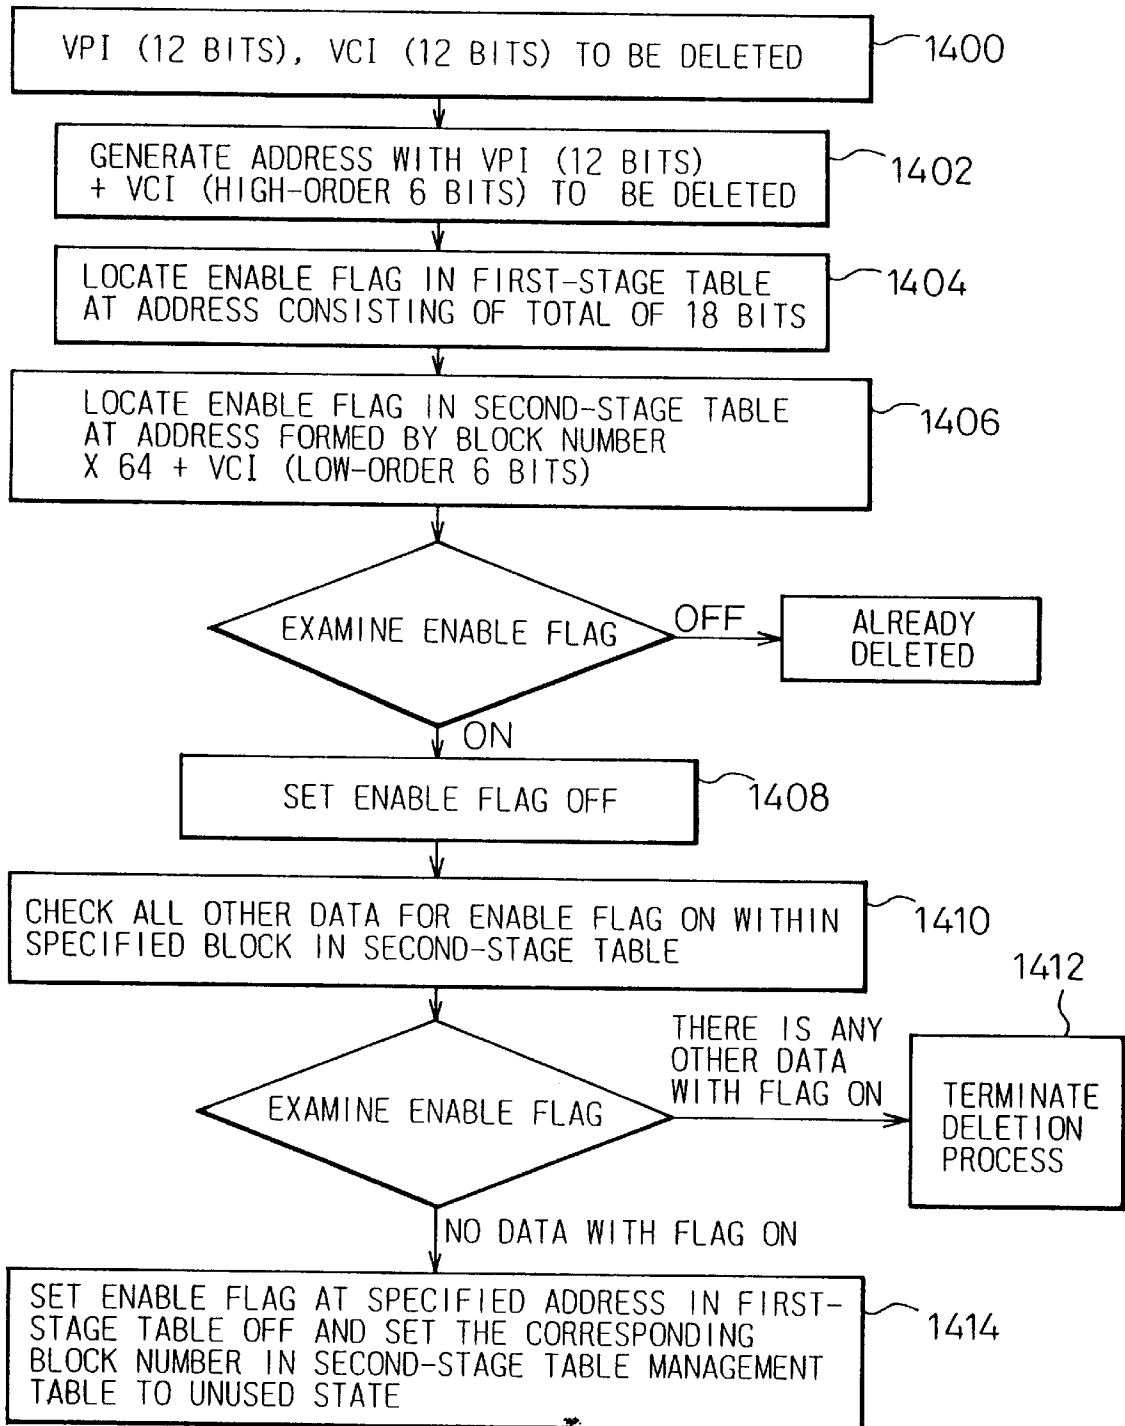 VPI (12 BITS), VCI (12 BITS) TO BE DELETED
1400
GENERATE ADDRESS WITH VPI (12 BITS)
+ VCI (HIGH-ORDER 6 BITS) TO BE DELETED
1402
LOCATE ENABLE FLAG IN FIRST-STAGE TABLE
AT ADDRESS CONSISTING OF TOTAL OF 18 BITS
1404
LOCATE ENABLE FLAG IN SECOND-STAGE TABLE
AT ADDRESS FORMED BY BLOCK NUMBER
X 64 + VCI (LOW-ORDER 6 BITS)
1406
EXAMINE ENABLE FLAG
OFF
ALREADY
DELETED
ON
SET ENABLE FLAG OFF
1408
CHECK ALL OTHER DATA FOR ENABLE FLAG ON WITHIN
SPECIFIED BLOCK IN SECOND-STAGE TABLE
1410
EXAMINE ENABLE FLAG
THERE IS ANY
OTHER DATA
WITH FLAG ON
1412
TERMINATE
DELETION
PROCESS
NO DATA WITH FLAG ON
SET ENABLE FLAG AT SPECIFIED ADDRESS IN FIRST-
STAGE TABLE OFF AND SET THE CORRESPONDING
BLOCK NUMBER IN SECOND-STAGE TABLE MANAGEMENT
TABLE TO UNUSED STATE
1414